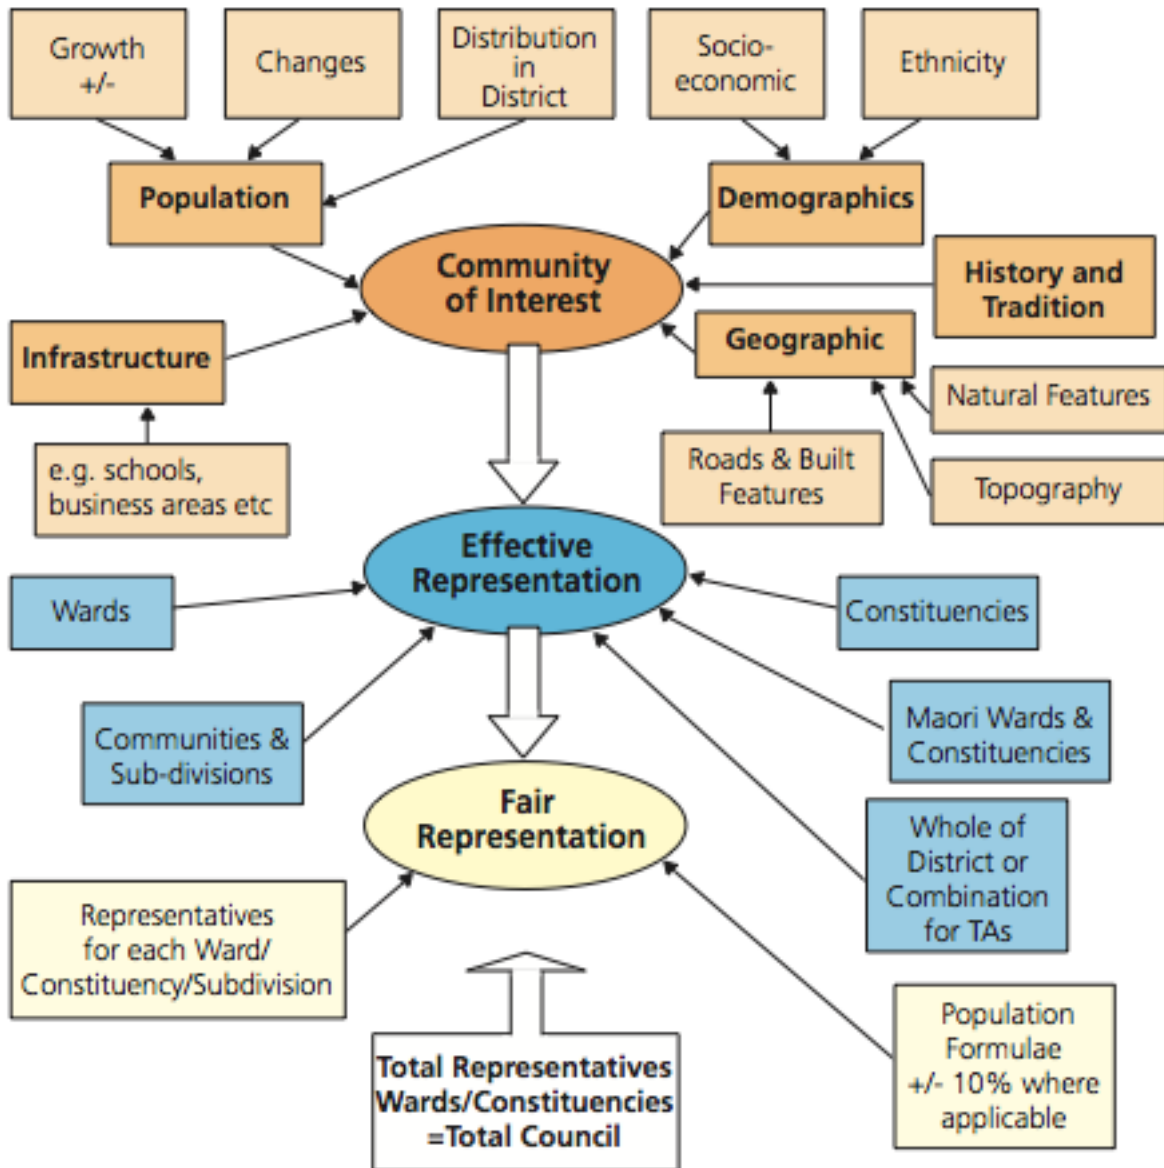 Growth
+/-
Changes
Distribution
in
District
Socio-
economic
Ethnicity
Population
Demographics
Community
of Interest
History and
Tradition
Infrastructure
Geographic
Natural Features
e.g. schools,
business areas etc
Roads & Built
Features
Topography
Effective
Representation
Wards
Constituencies
Communities &
Sub-divisions
Maori Wards &
Constituencies
Fair
Representation
Whole of
District or
Combination
for TAs
Representatives
for each Ward/
Constituency/Subdivision
Population
Formulae
+/- 10% where
applicable
Total Representatives
Wards/Constituencies
=Total Council